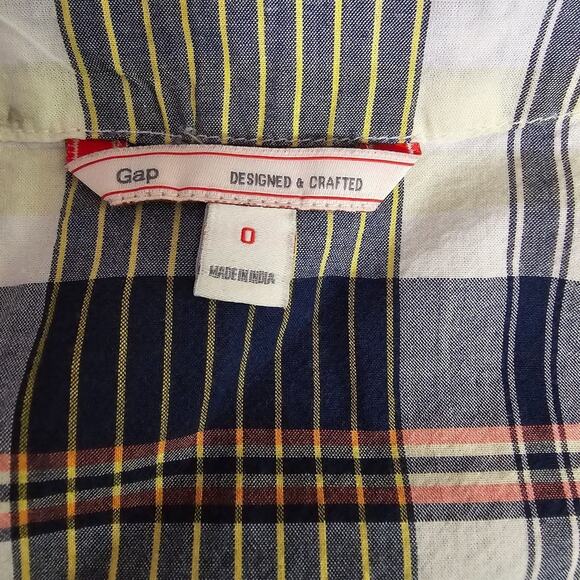 Gap DESIGNED & CRAFTED
0
MADE IN INDIA